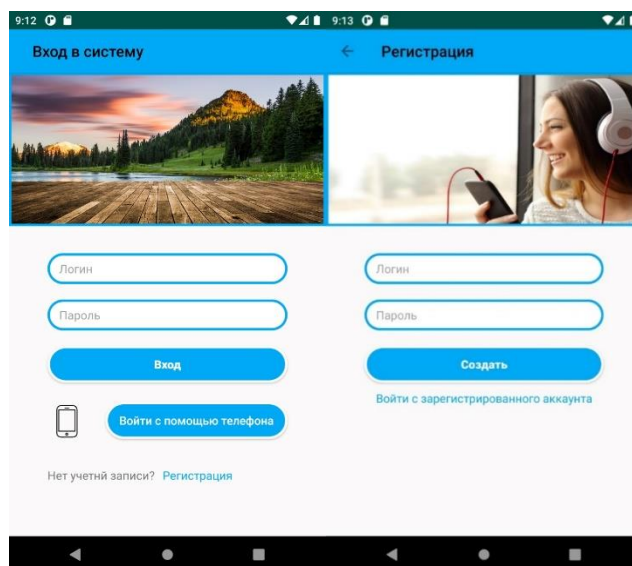 9:12
Вход в систему
Логин
Пароль
Вход
Войти с помощью телефона
Нет учетнй записи? Регистрация
9:13
Регистрация
Логин
Пароль
Создать
Войти с зарегистрированного аккаунта